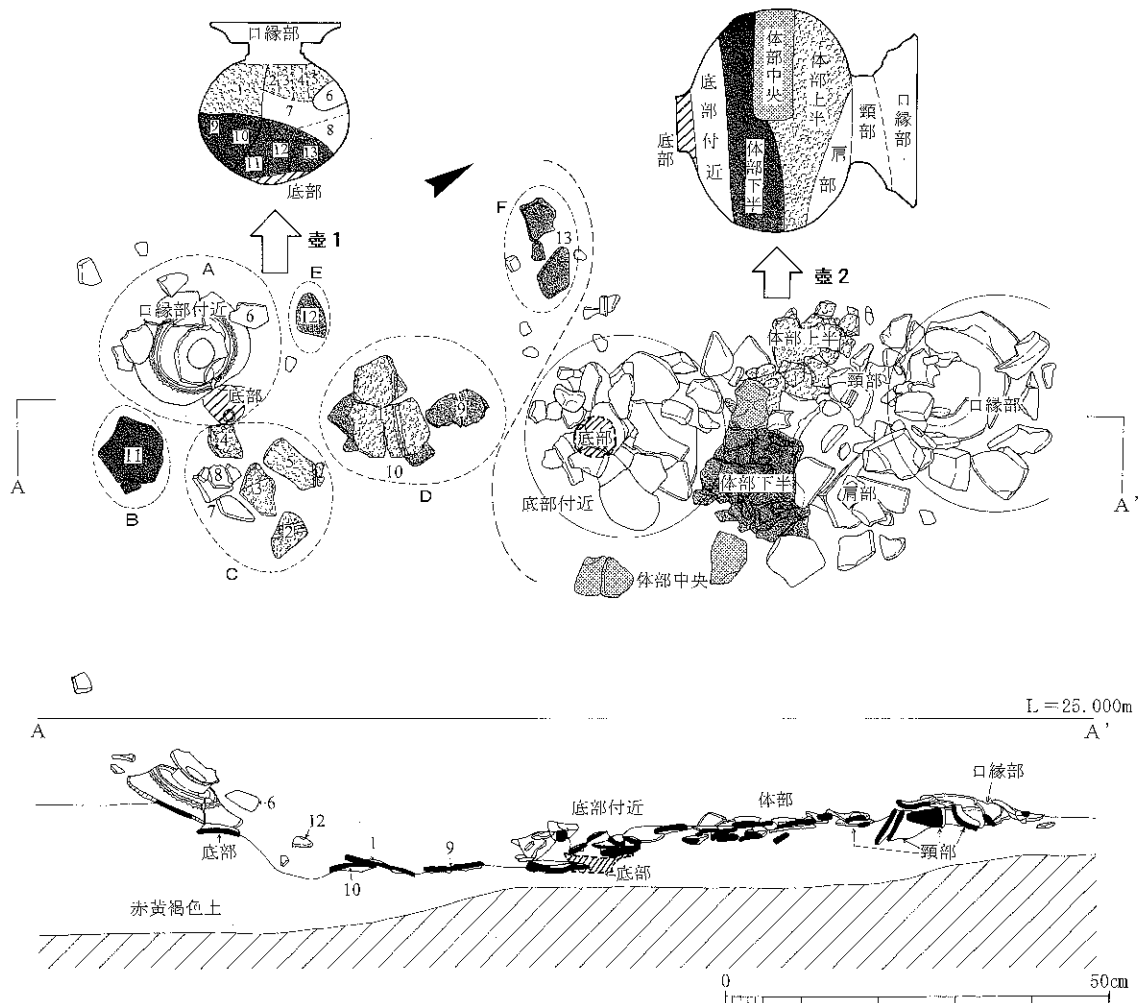 口縁部
1
2
3
4
5
6
7
8
9
10
11
12
13
底部
体部中央
体部上半
底部付近
底部
体部下半
肩部
頸部
口縁部
壺1
壺2
A
E
F
口縁部付近
6
12
13
底部
4
11
8
3
5
7
2
10
9
B
C
D
体部上半
頸部
口縁部
底部
体部下半
底部付近
肩部
体部中央
A
A'
L=25.000m
A
A'
6
12
底部
1
9
10
底部付近
体部
口縁部
底部
頸部
赤黄褐色土
0
50cm